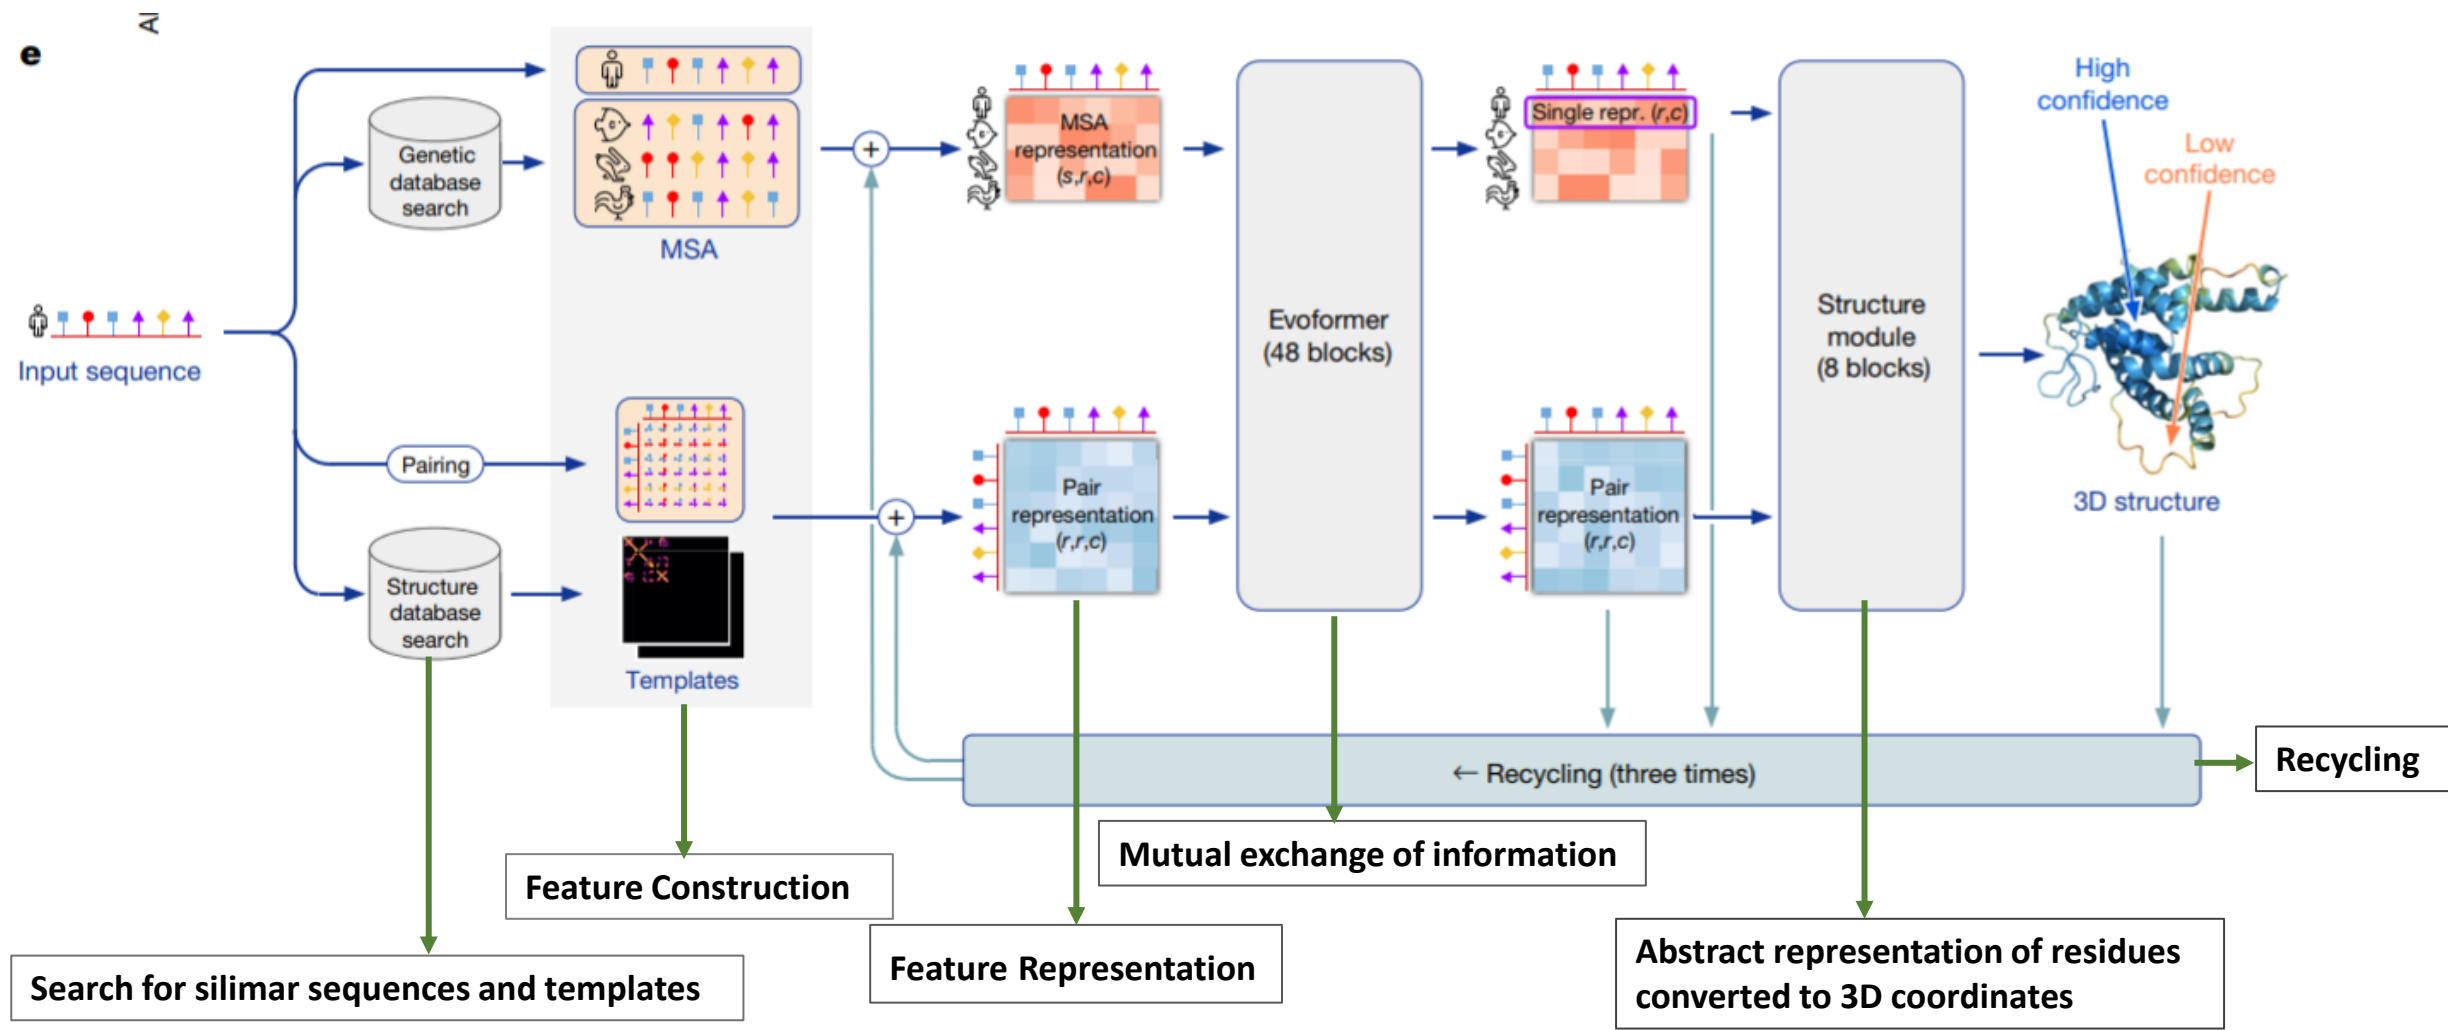 Al
e
Input sequence
Genetic
database
search
MSA
Pairing
Structure
database
search
Templates
+
+
MSA
representation
(s,r,c)
Pair
representation
(r,r,c)
Evoformer
(48 blocks)
Single repr. (r,c)
Pair
representation
(r,r,c)
Structure
module
(8 blocks)
High
confidence
Low
confidence
3D structure
← Recycling (three times)
Recycling
Mutual exchange of information
Feature Construction
Feature Representation
Abstract representation of residues
converted to 3D coordinates
Search for silimar sequences and templates